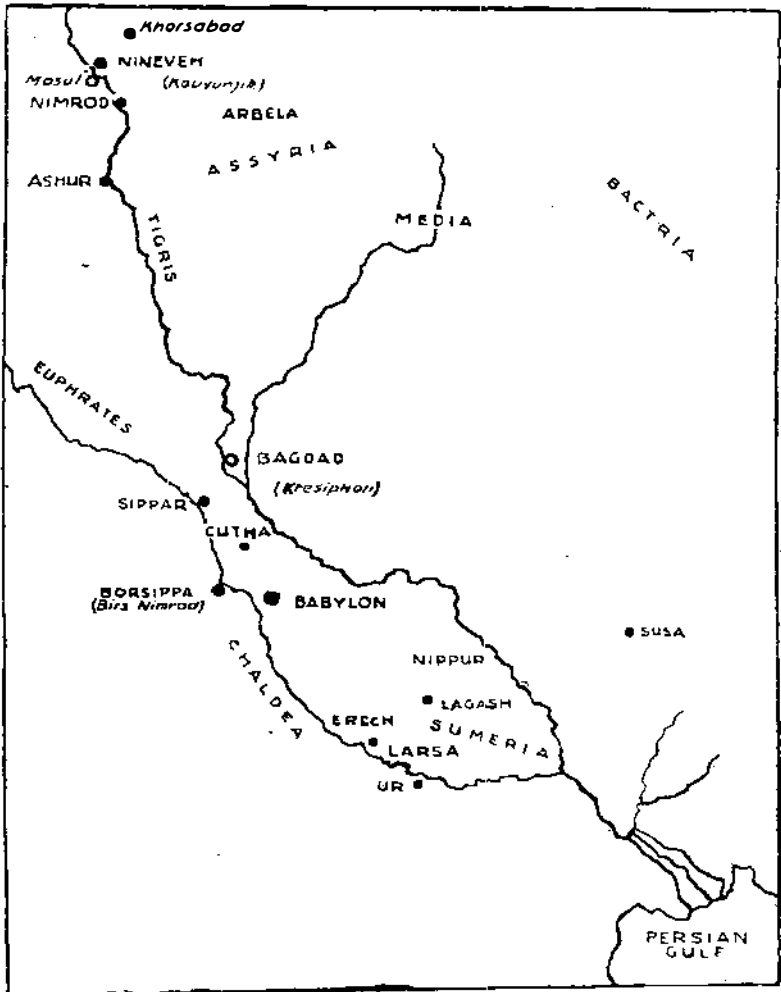 Khorsabad
NINEVEH
Mosul
(Kouyunjik)
NIMROD
ARBELA
ASSYRIA
ASHUR
BACTRIA
MEDIA
TIGRIS
EUPHRATES
BAGDAD
(Ktesiphon)
SIPPAR
CUTHA
BORSIPPA
(Birs Nimrod)
BABYLON
SUSA
CHALDEA
NIPPUR
LAGASH
ERECH
SUMERIA
LARSA
UR
PERSIAN
GULF